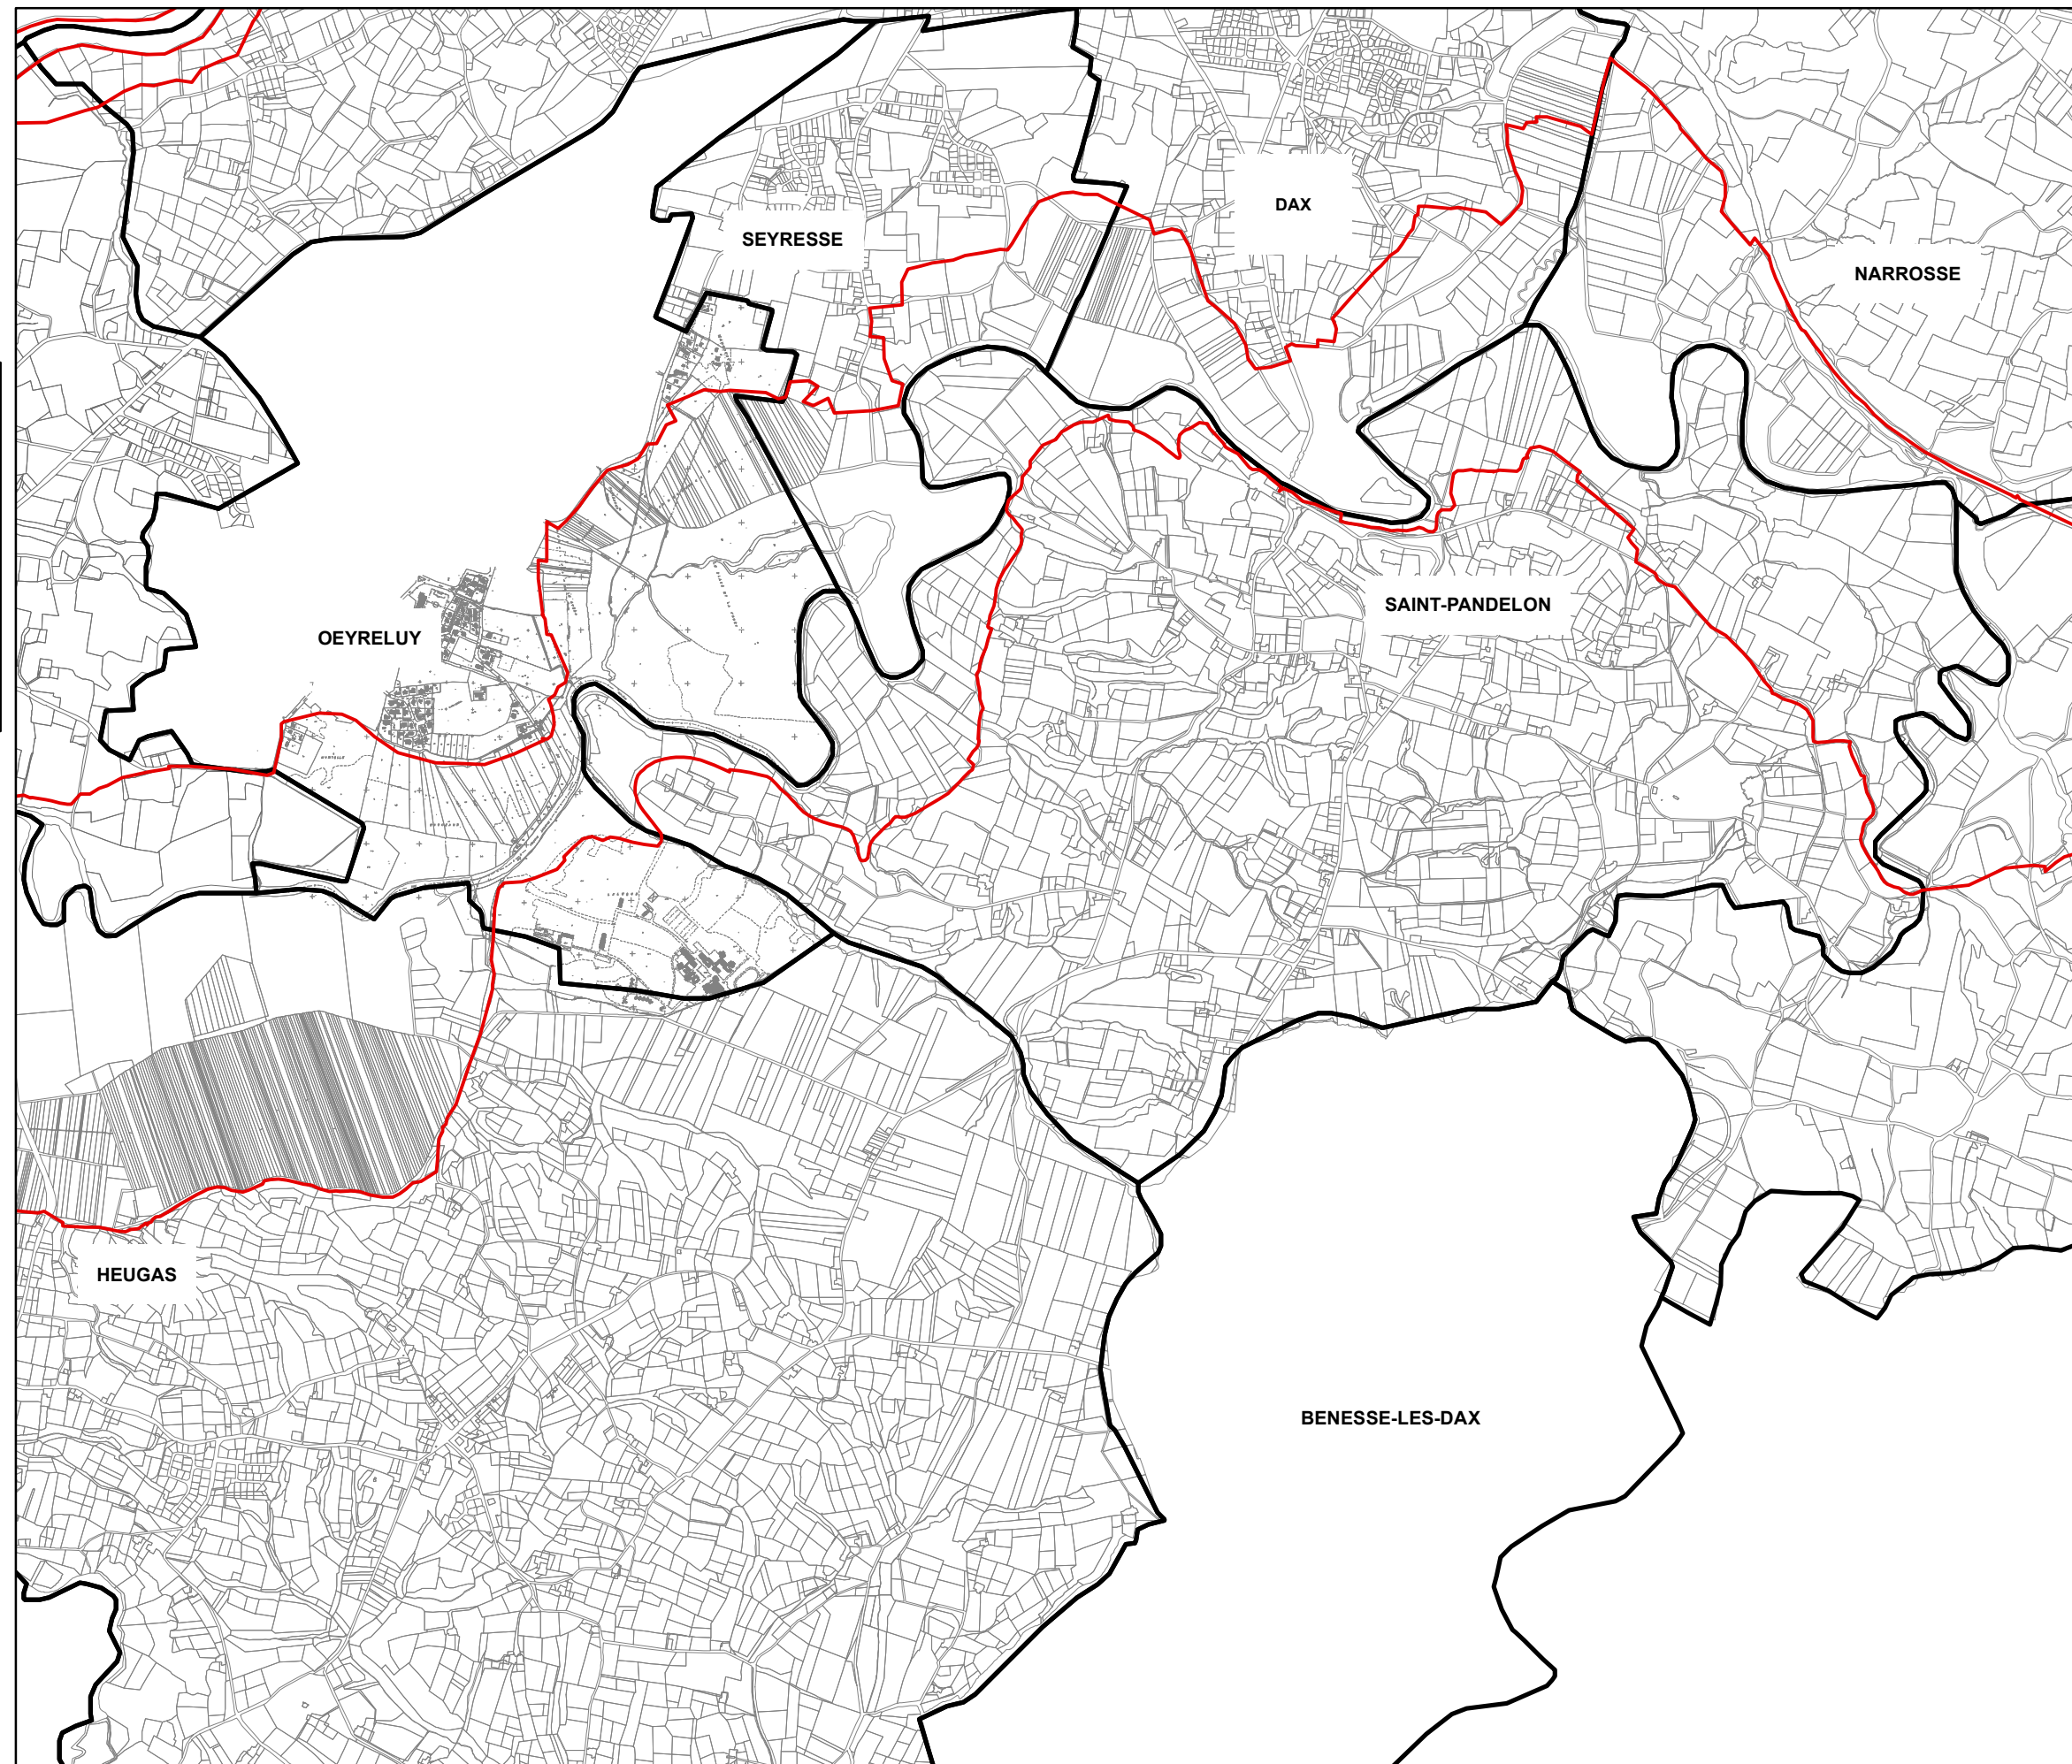 DAX
SEYRESSE
NARROSSE
SAINT-PANDELON
OEYRELUY
HEUGAS
BENESSE-LES-DAX